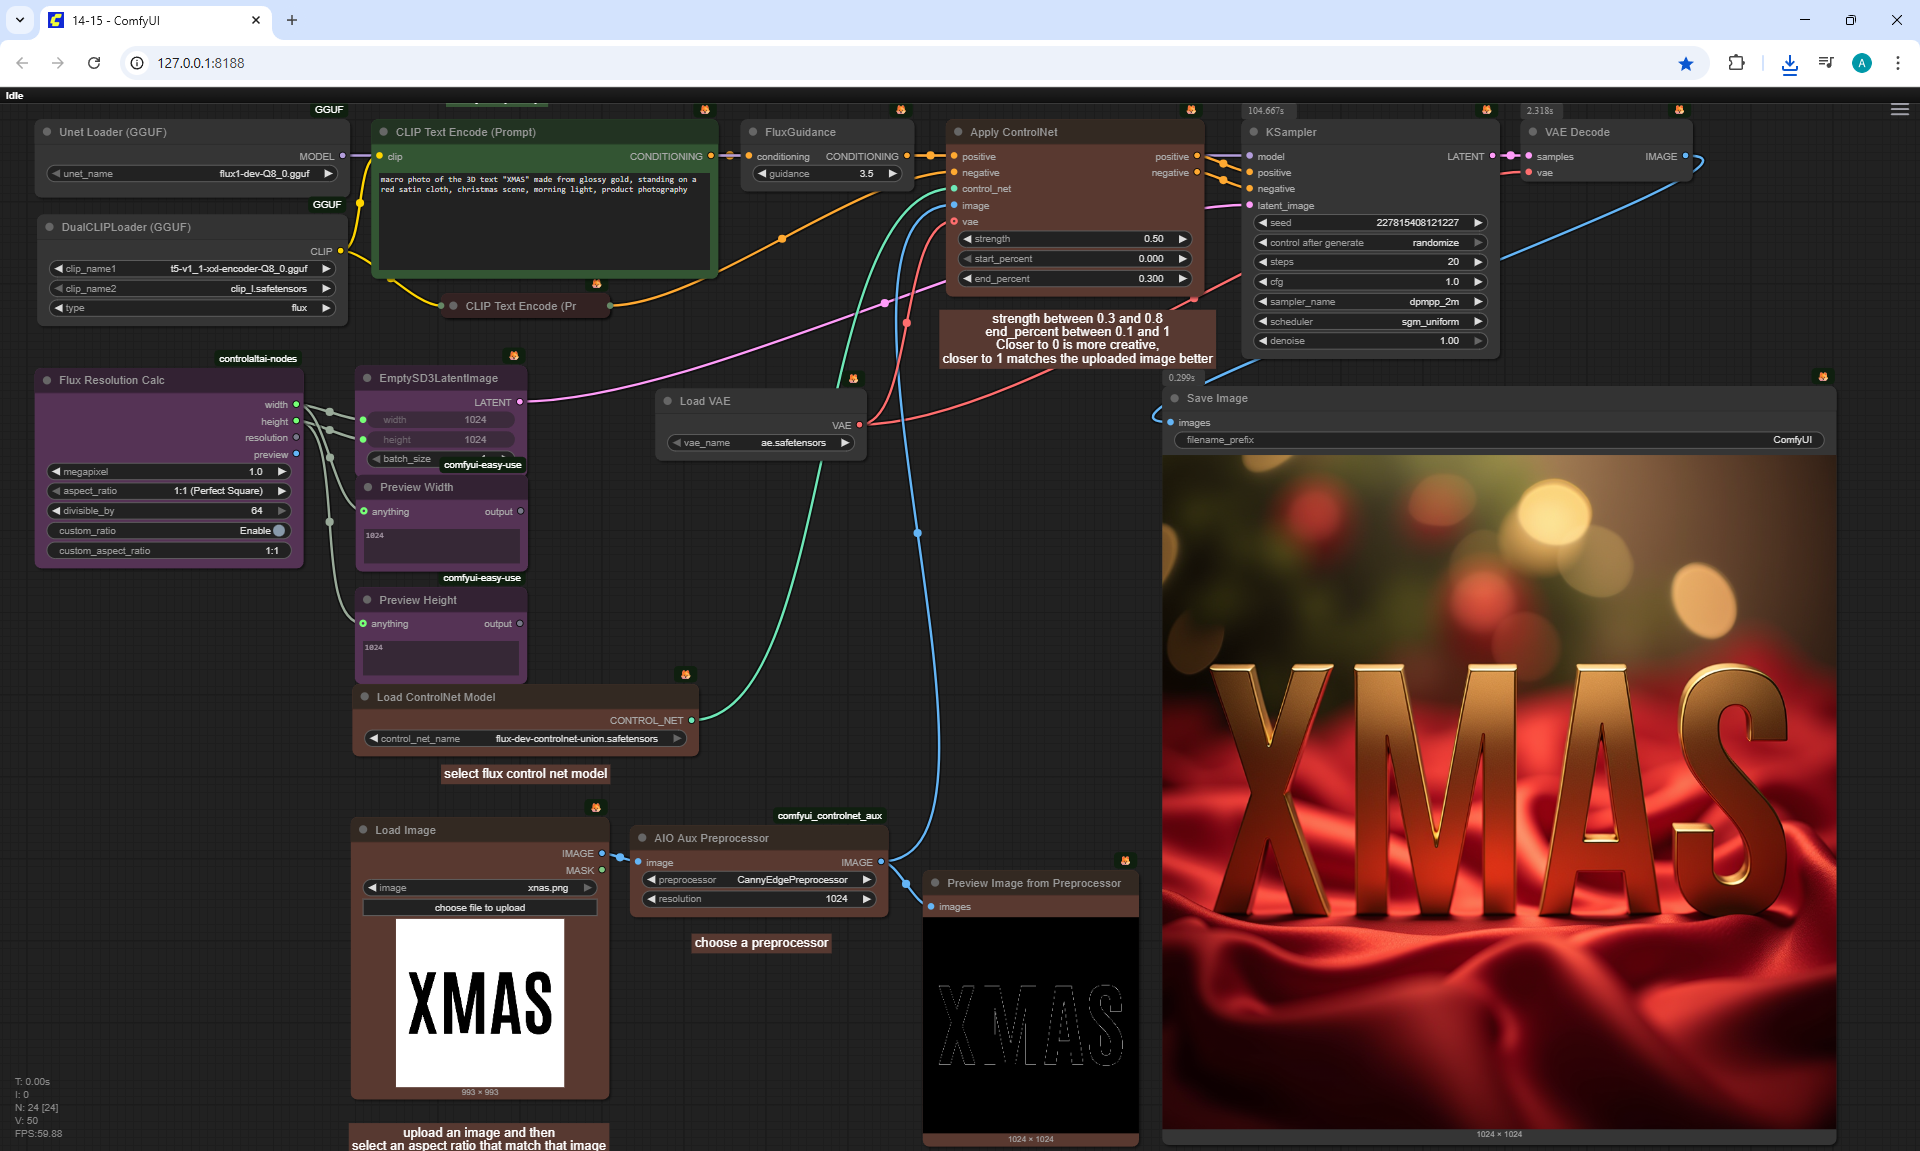 14-15 - ComfyUI
127.0.0.1:8188
A
Idle
GGUF
Unet Loader (GGUF)
MODEL
unet_name flux1-dev-Q8_0.gguf
GGUF
DualCLIPLoader (GGUF)
CLIP
clip_name1 t5-v1_1-xxl-encoder-Q8_0.gguf
clip_name2 clip_l.safetensors
type flux
CLIP Text Encode (Prompt)
clip CONDITIONING
macro photo of the 3D text "XMAS" made from glossy gold, standing on a
red satin cloth, christmas scene, morning light, product photography
CLIP Text Encode (Pr
FluxGuidance
conditioning CONDITIONING
guidance 3.5
Apply ControlNet
positive positive
negative negative
control_net
image
vae
strength 0.50
start_percent 0.000
end_percent 0.300
strength between 0.3 and 0.8
end_percent between 0.1 and 1
Closer to 0 is more creative,
closer to 1 matches the uploaded image better
104.667s
KSampler
model LATENT
positive
negative
latent_image
seed 227815408121227
control after generate randomize
steps 20
cfg 1.0
sampler_name dpmpp_2m
scheduler sgm_uniform
denoise 1.00
2.318s
VAE Decode
samples IMAGE
vae
controlaltai-nodes
Flux Resolution Calc
width
height
resolution
preview
megapixel 1.0
aspect_ratio 1:1 (Perfect Square)
divisible_by 64
custom_ratio Enable
custom_aspect_ratio 1:1
EmptySD3LatentImage
LATENT
width 1024
height 1024
batch_size
comfyui-easy-use
Preview Width
anything output
1024
comfyui-easy-use
Preview Height
anything output
1024
Load VAE
VAE
vae_name ae.safetensors
Load ControlNet Model
CONTROL_NET
control_net_name flux-dev-controlnet-union.safetensors
select flux control net model
Load Image
IMAGE
MASK
image xnas.png
choose file to upload
XMAS
993 × 993
upload an image and then
select an aspect ratio that match that image
comfyui_controlnet_aux
AIO Aux Preprocessor
image IMAGE
preprocessor CannyEdgePreprocessor
resolution 1024
choose a preprocessor
Preview Image from Preprocessor
images
XMAS
1024 × 1024
0.299s
Save Image
images
filename_prefix ComfyUI
XMAS
1024 × 1024
T: 0.00s
I: 0
N: 24 [24]
V: 50
FPS:59.88